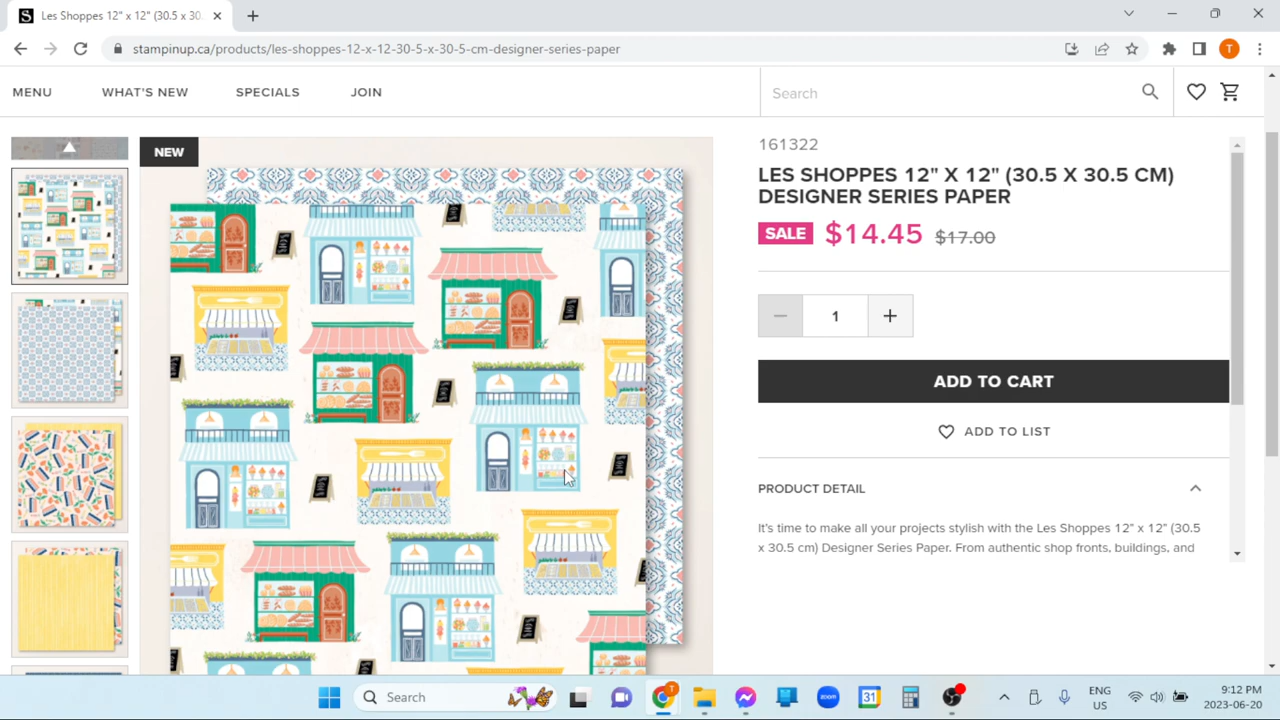 S Les Shoppes 12" x 12" (30.5 x 30.
stampinup.ca/products/les-shoppes-12-x-12-30-5-x-30-5-cm-designer-series-paper
T
MENU
WHAT'S NEW
SPECIALS
JOIN
Search
NEW
161322
LES SHOPPES 12" X 12" (30.5 X 30.5 CM)
DESIGNER SERIES PAPER
SALE $14.45 $17.00
1
ADD TO CART
ADD TO LIST
PRODUCT DETAIL
It's time to make all your projects stylish with the Les Shoppes 12" x 12" (30.5
x 30.5 cm) Designer Series Paper. From authentic shop fronts, buildings, and
Search
zoom
31
ENG
US
9:12 PM
2023-06-20